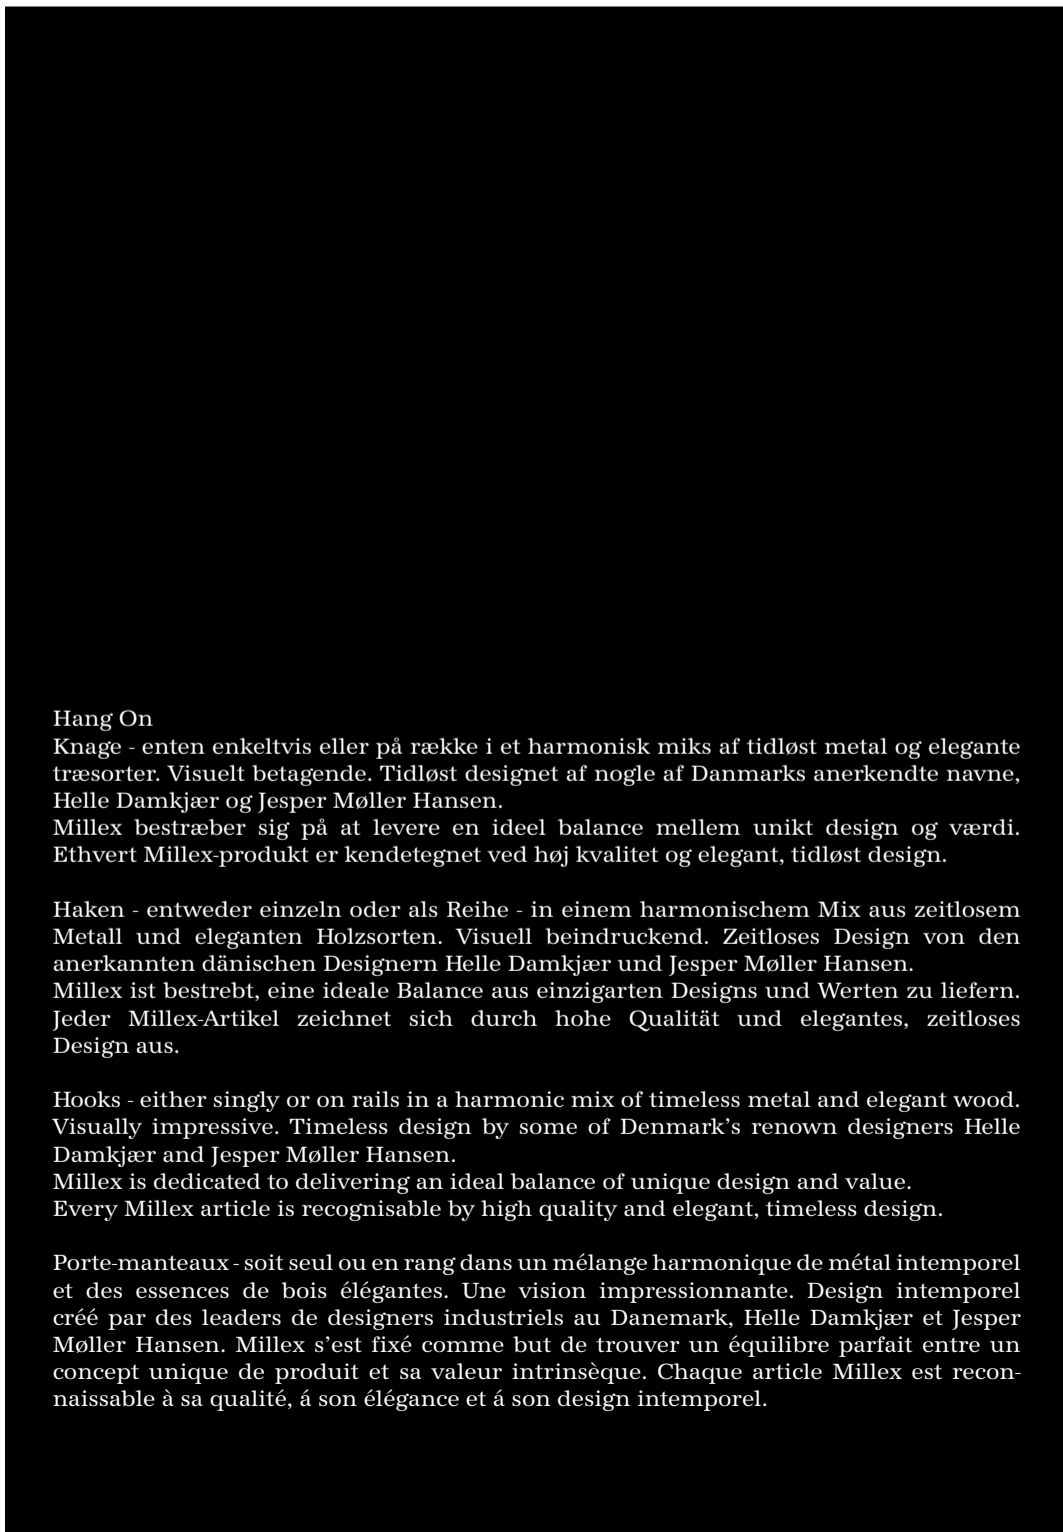 Hang On
Knage - enten enkeltvis eller på række i et harmonisk miks af tidløst metal og elegante
træsorter. Visuelt betagende. Tidløst designet af nogle af Danmarks anerkendte navne,
Helle Damkjær og Jesper Møller Hansen.
Millex bestræber sig på at levere en ideel balance mellem unikt design og værdi.
Ethvert Millex-produkt er kendetegnet ved høj kvalitet og elegant, tidløst design.
Haken - entweder einzeln oder als Reihe - in einem harmonischem Mix aus zeitlosem
Metall und eleganten Holzsorten. Visuell beindruckend. Zeitloses Design von den
anerkannten dänischen Designern Helle Damkjær und Jesper Møller Hansen.
Millex ist bestrebt, eine ideale Balance aus einzigarten Designs und Werten zu liefern.
Jeder Millex-Artikel zeichnet sich durch hohe Qualität und elegantes, zeitloses
Design aus.
Hooks - either singly or on rails in a harmonic mix of timeless metal and elegant wood.
Visually impressive. Timeless design by some of Denmark's renown designers Helle
Damkjær and Jesper Møller Hansen.
Millex is dedicated to delivering an ideal balance of unique design and value.
Every Millex article is recognisable by high quality and elegant, timeless design.
Porte-manteaux - soit seul ou en rang dans un mélange harmonique de métal intemporel
et des essences de bois élégantes. Une vision impressionnante. Design intemporel
créé par des leaders de designers industriels au Danemark, Helle Damkjær et Jesper
Møller Hansen. Millex s'est fixé comme but de trouver un équilibre parfait entre un
concept unique de produit et sa valeur intrinsèque. Chaque article Millex est recon-
naissable à sa qualité, á son élégance et á son design intemporel.